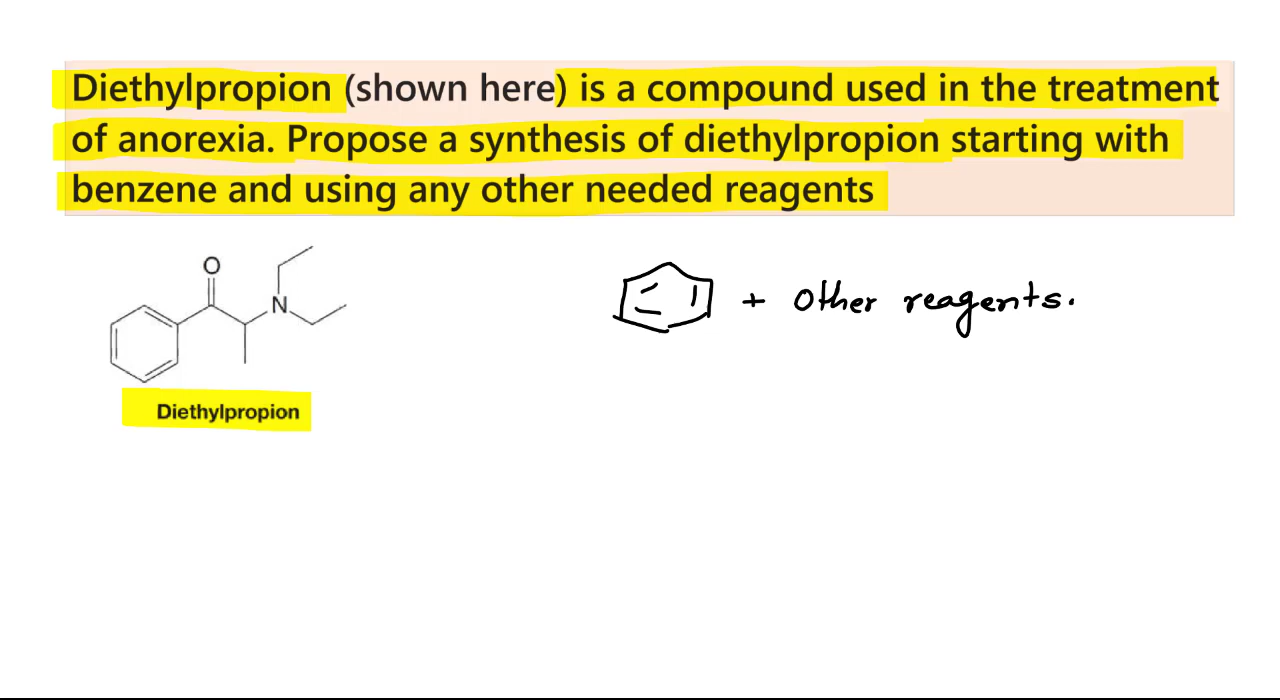 Diethylpropion (shown here) is a compound used in the treatment
of anorexia. Propose a synthesis of diethylpropion starting with
benzene and using any other needed reagents
O
N
+ Other reagents.
Diethylpropion